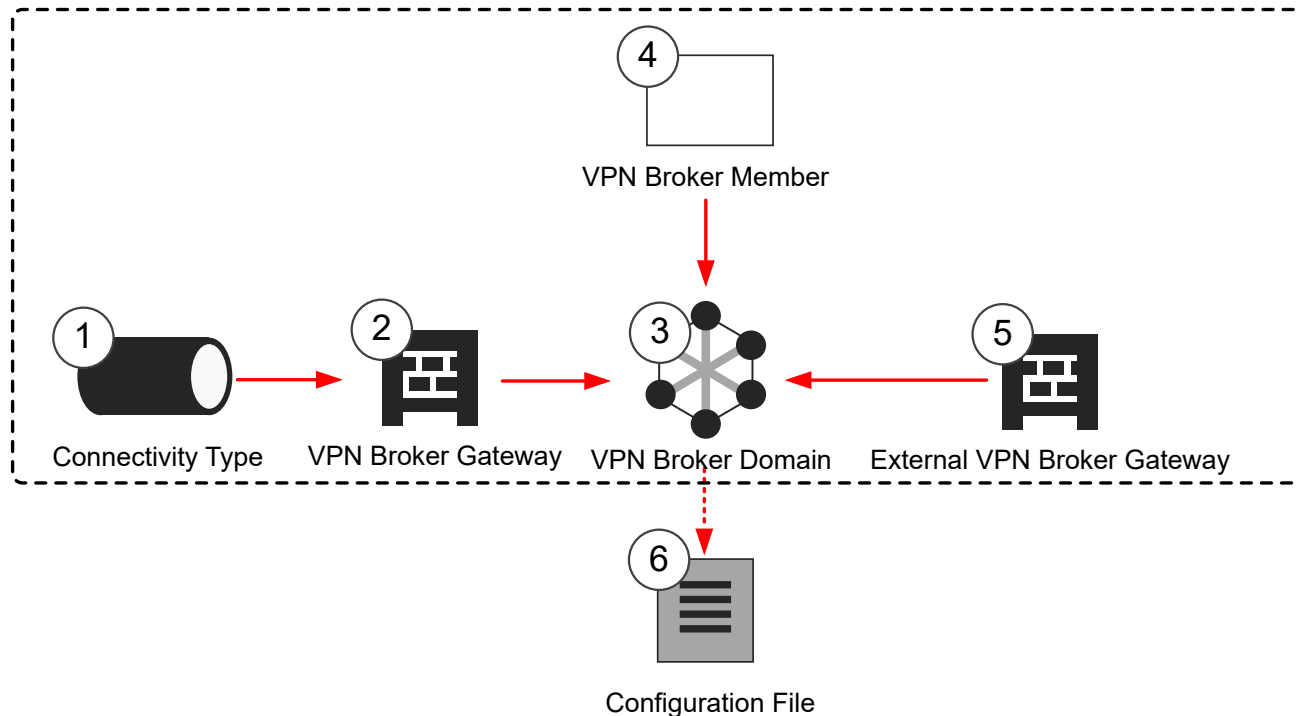 4
VPN Broker Member
1
2
3
5
Connectivity Type
VPN Broker Gateway
VPN Broker Domain
External VPN Broker Gateway
6
Configuration File